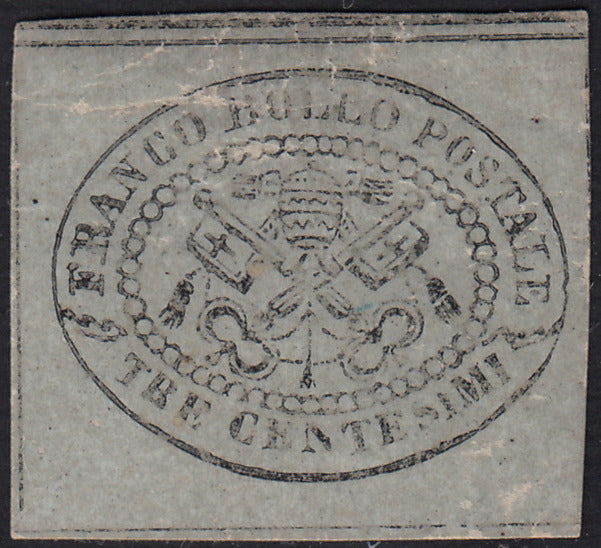 FRANCO BOLLO POSTALE
TRE CENTESIMI